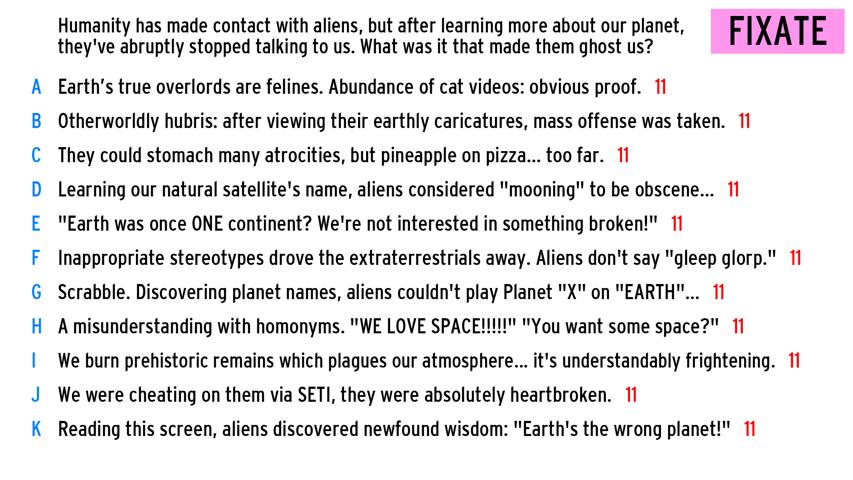 Humanity has made contact with aliens, but after learning more about our planet,
they've abruptly stopped talking to us. What was it that made them ghost us?
FIXATE
A Earth’s true overlords are felines. Abundance of cat videos: obvious proof. 11
B Otherworldly hubris: after viewing their earthly caricatures, mass offense was taken. 11
C They could stomach many atrocities, but pineapple on pizza... too far. 11
D Learning our natural satellite's name, aliens considered "mooning" to be obscene... 11
E "Earth was once ONE continent? We're not interested in something broken!" 11
F Inappropriate stereotypes drove the extraterrestrials away. Aliens don't say "gleep glorp." 11
G Scrabble. Discovering planet names, aliens couldn't play Planet "X" on "EARTH"... 11
H A misunderstanding with homonyms. "WE LOVE SPACE!!!!!" "You want some space?" 11
I We burn prehistoric remains which plagues our atmosphere... it's understandably frightening. 11
J We were cheating on them via SETI, they were absolutely heartbroken. 11
K Reading this screen, aliens discovered newfound wisdom: "Earth's the wrong planet!" 11